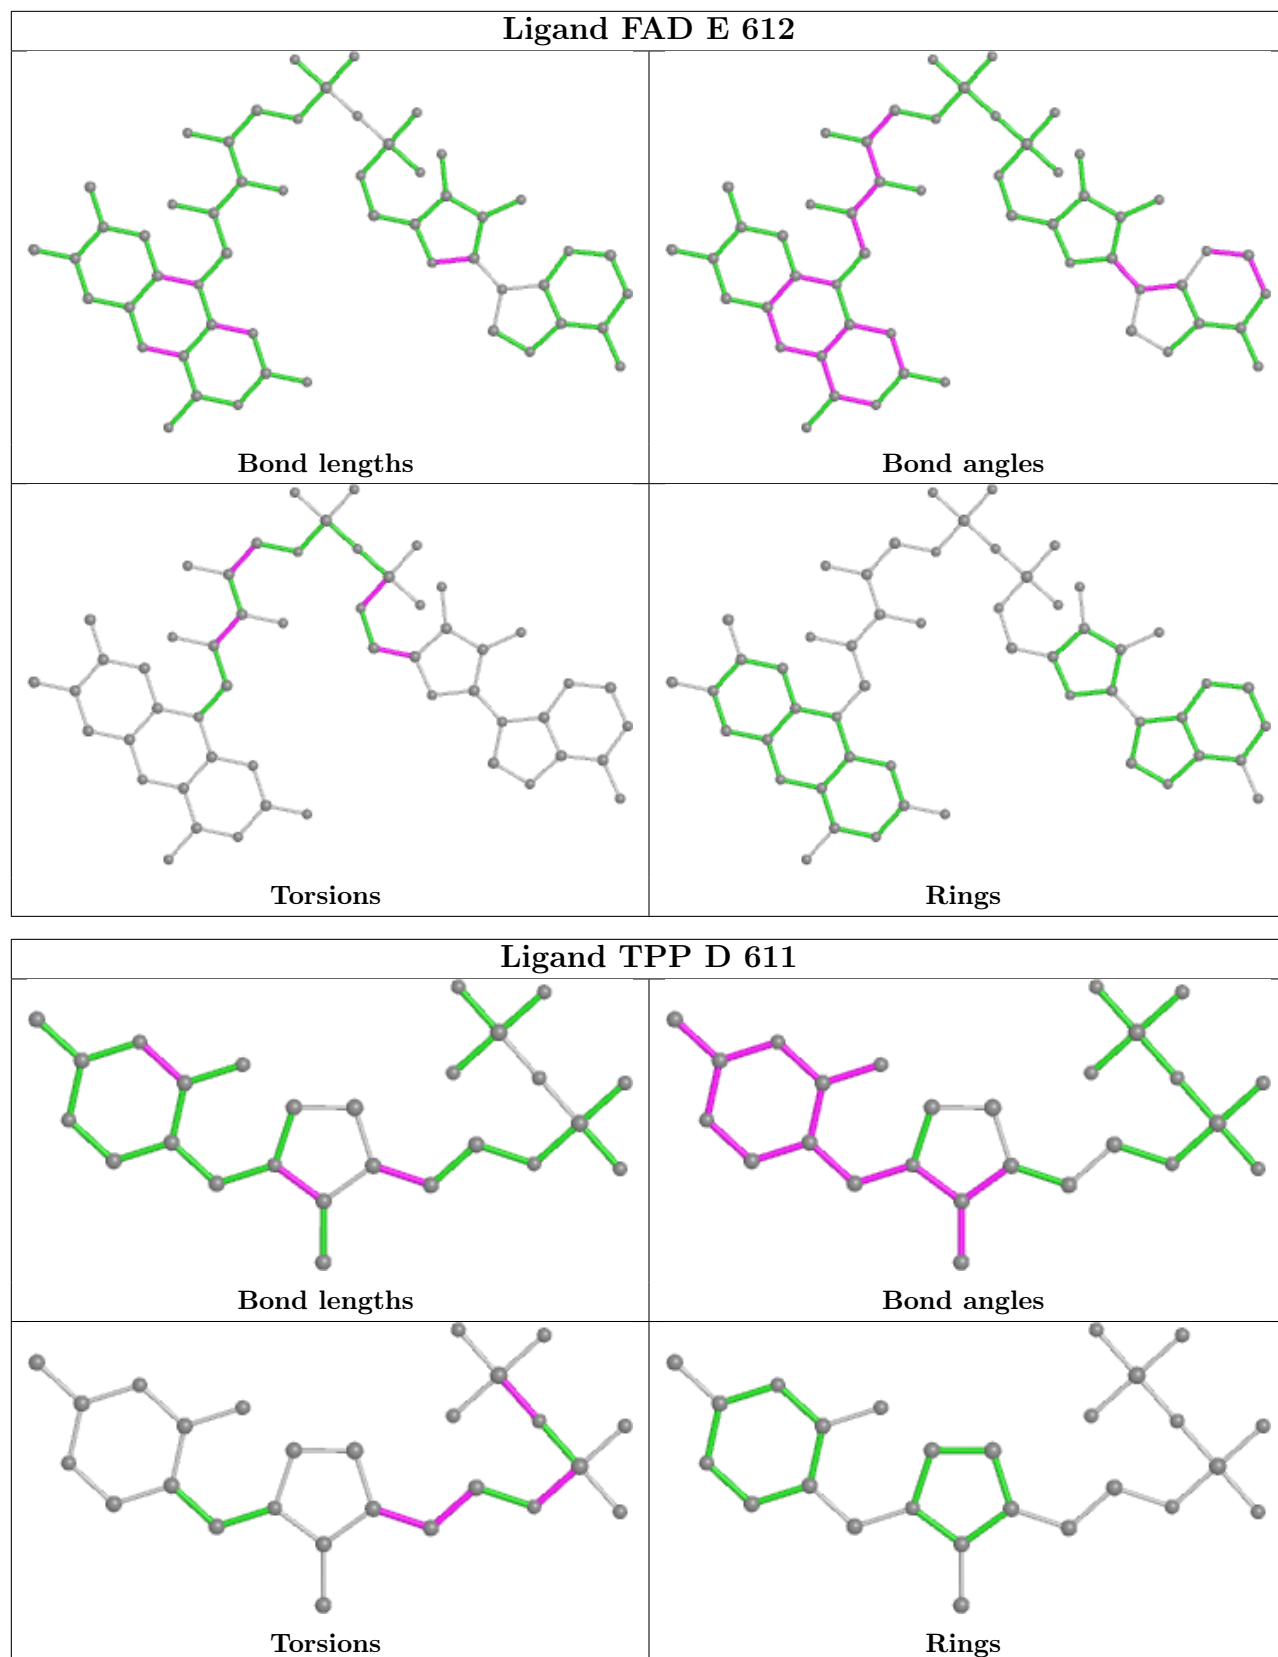 Ligand FAD E 612
Bond lengths
Bond angles
Torsions
Rings
Ligand TPP D 611
Bond lengths
Bond angles
Torsions
Rings